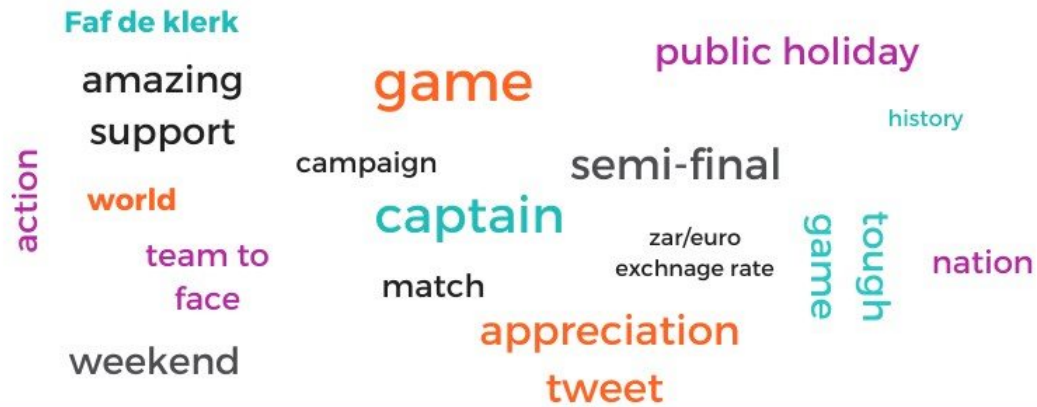 Faf de klerk
public holiday
amazing
game
history
support
action
campaign
semi-final
world
captain
game
tough
zar/euro
exchnage rate
team to
face
nation
match
appreciation
weekend
tweet